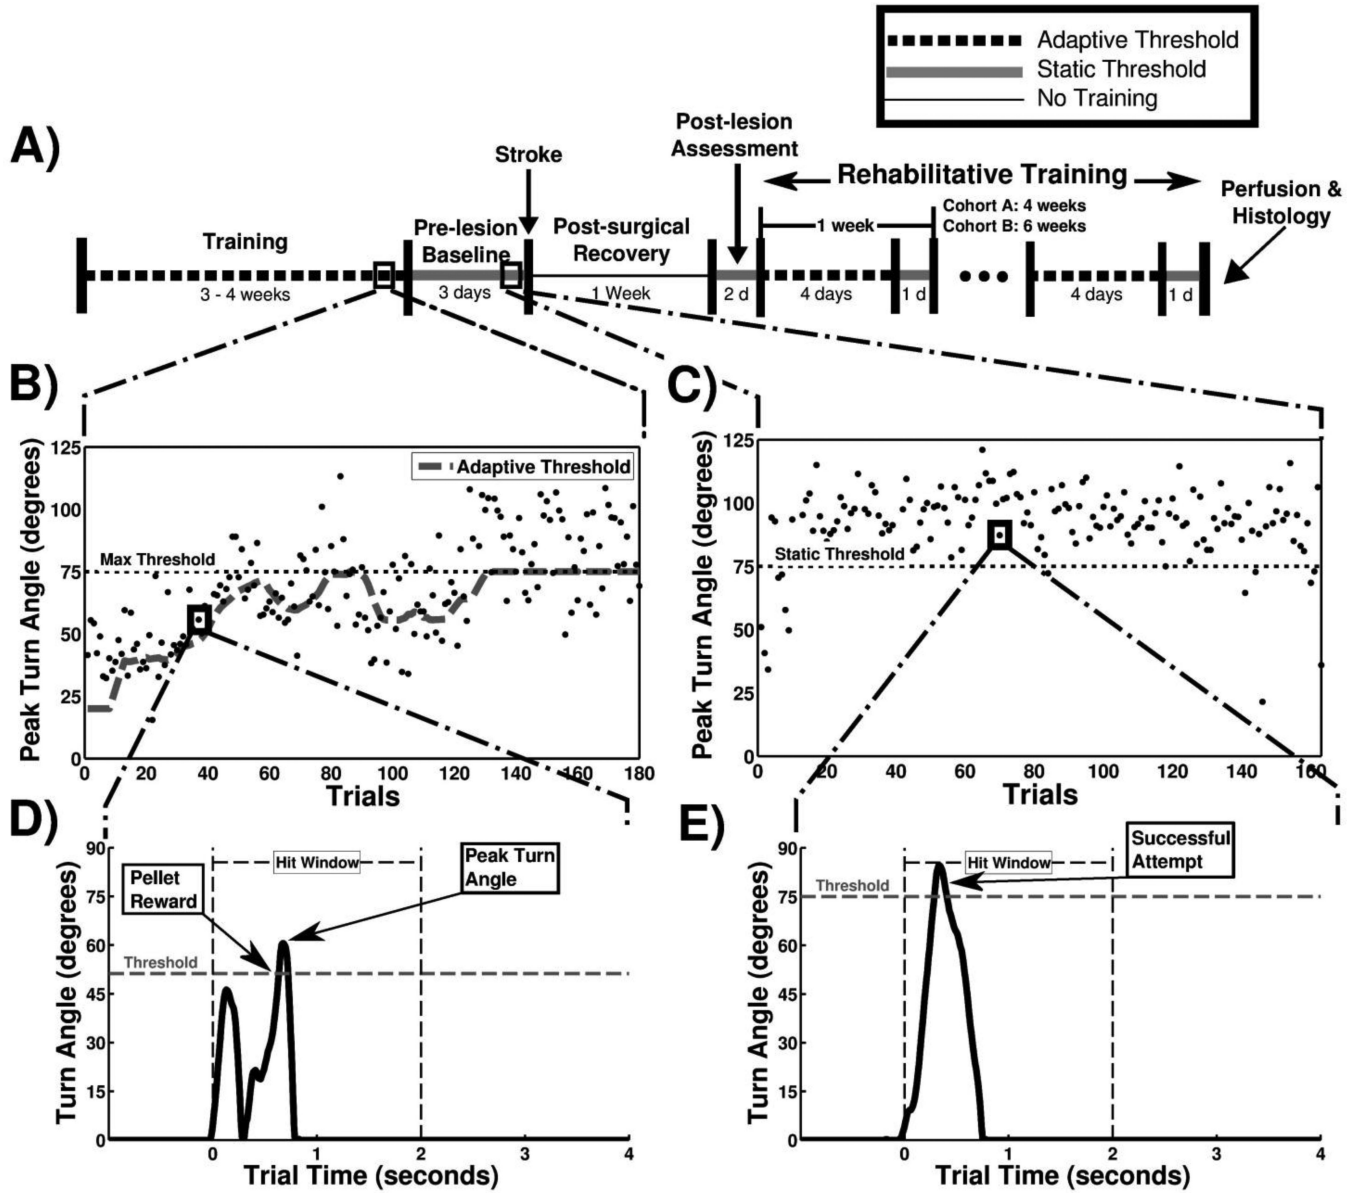 Adaptive Threshold
Static Threshold
No Training
A)
Stroke
Post-lesion
Assessment
Rehabilitative Training
Cohort A: 4 weeks
Cohort B: 6 weeks
Perfusion &
Histology
Training
Pre-lesion
Baseline
Post-surgical
Recovery
1 week
3 - 4 weeks
3 days
1 Week
2 d
4 days
1 d
4 days
1 d
B)
Peak Turn Angle (degrees)
125
100
75
50
25
0
Adaptive Threshold
Max Threshold
0 20 40 60 80 100 120 140 160 180
Trials
C)
Peak Turn Angle (degrees)
125
100
75
50
25
0
Static Threshold
0 20 40 60 80 100 120 140 160
Trials
D)
Turn Angle (degrees)
90
75
60
45
30
15
0
Hit Window
Pellet
Reward
Peak Turn
Angle
Threshold
0 1 2 3 4
Trial Time (seconds)
E)
Turn Angle (degrees)
90
75
60
45
30
15
0
Hit Window
Successful
Attempt
Threshold
0 1 2 3 4
Trial Time (seconds)